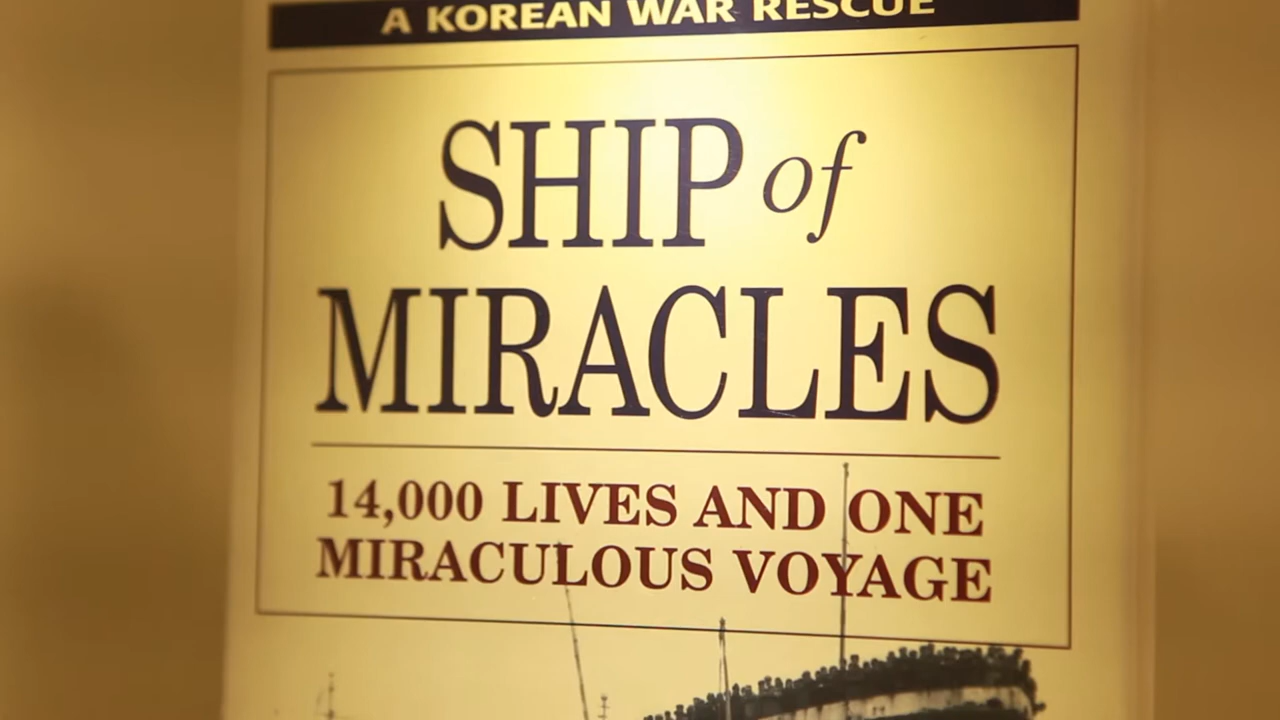 A KOREAN WAR RESCUE
SHIP of
MIRACLES
14,000 LIVES AND ONE
MIRACULOUS VOYAGE